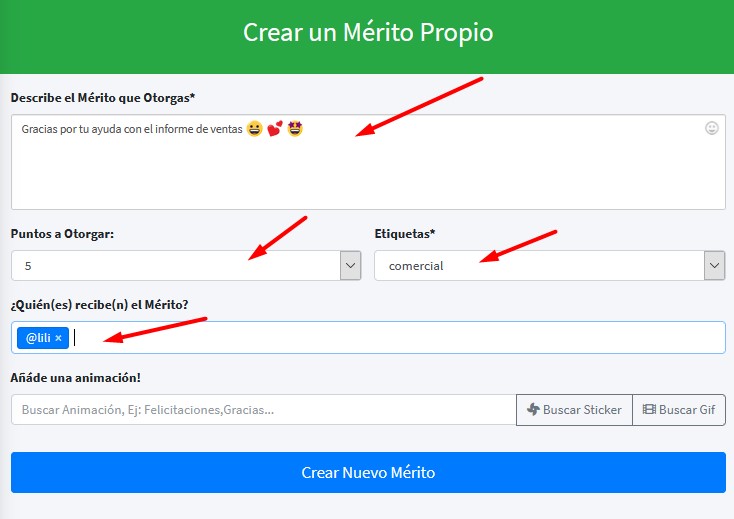 Crear un Mérito Propio
Describe el Mérito que Otorgas*
Gracias por tu ayuda con el informe de ventas 😀 💕 🤩
Puntos a Otorgar:
Etiquetas*
5
comercial
¿Quién(es) recibe(n) el Mérito?
@lili ×
Añáde una animación!
Buscar Animación, Ej: Felicitaciones,Gracias...
Buscar Sticker
Buscar Gif
Crear Nuevo Mérito